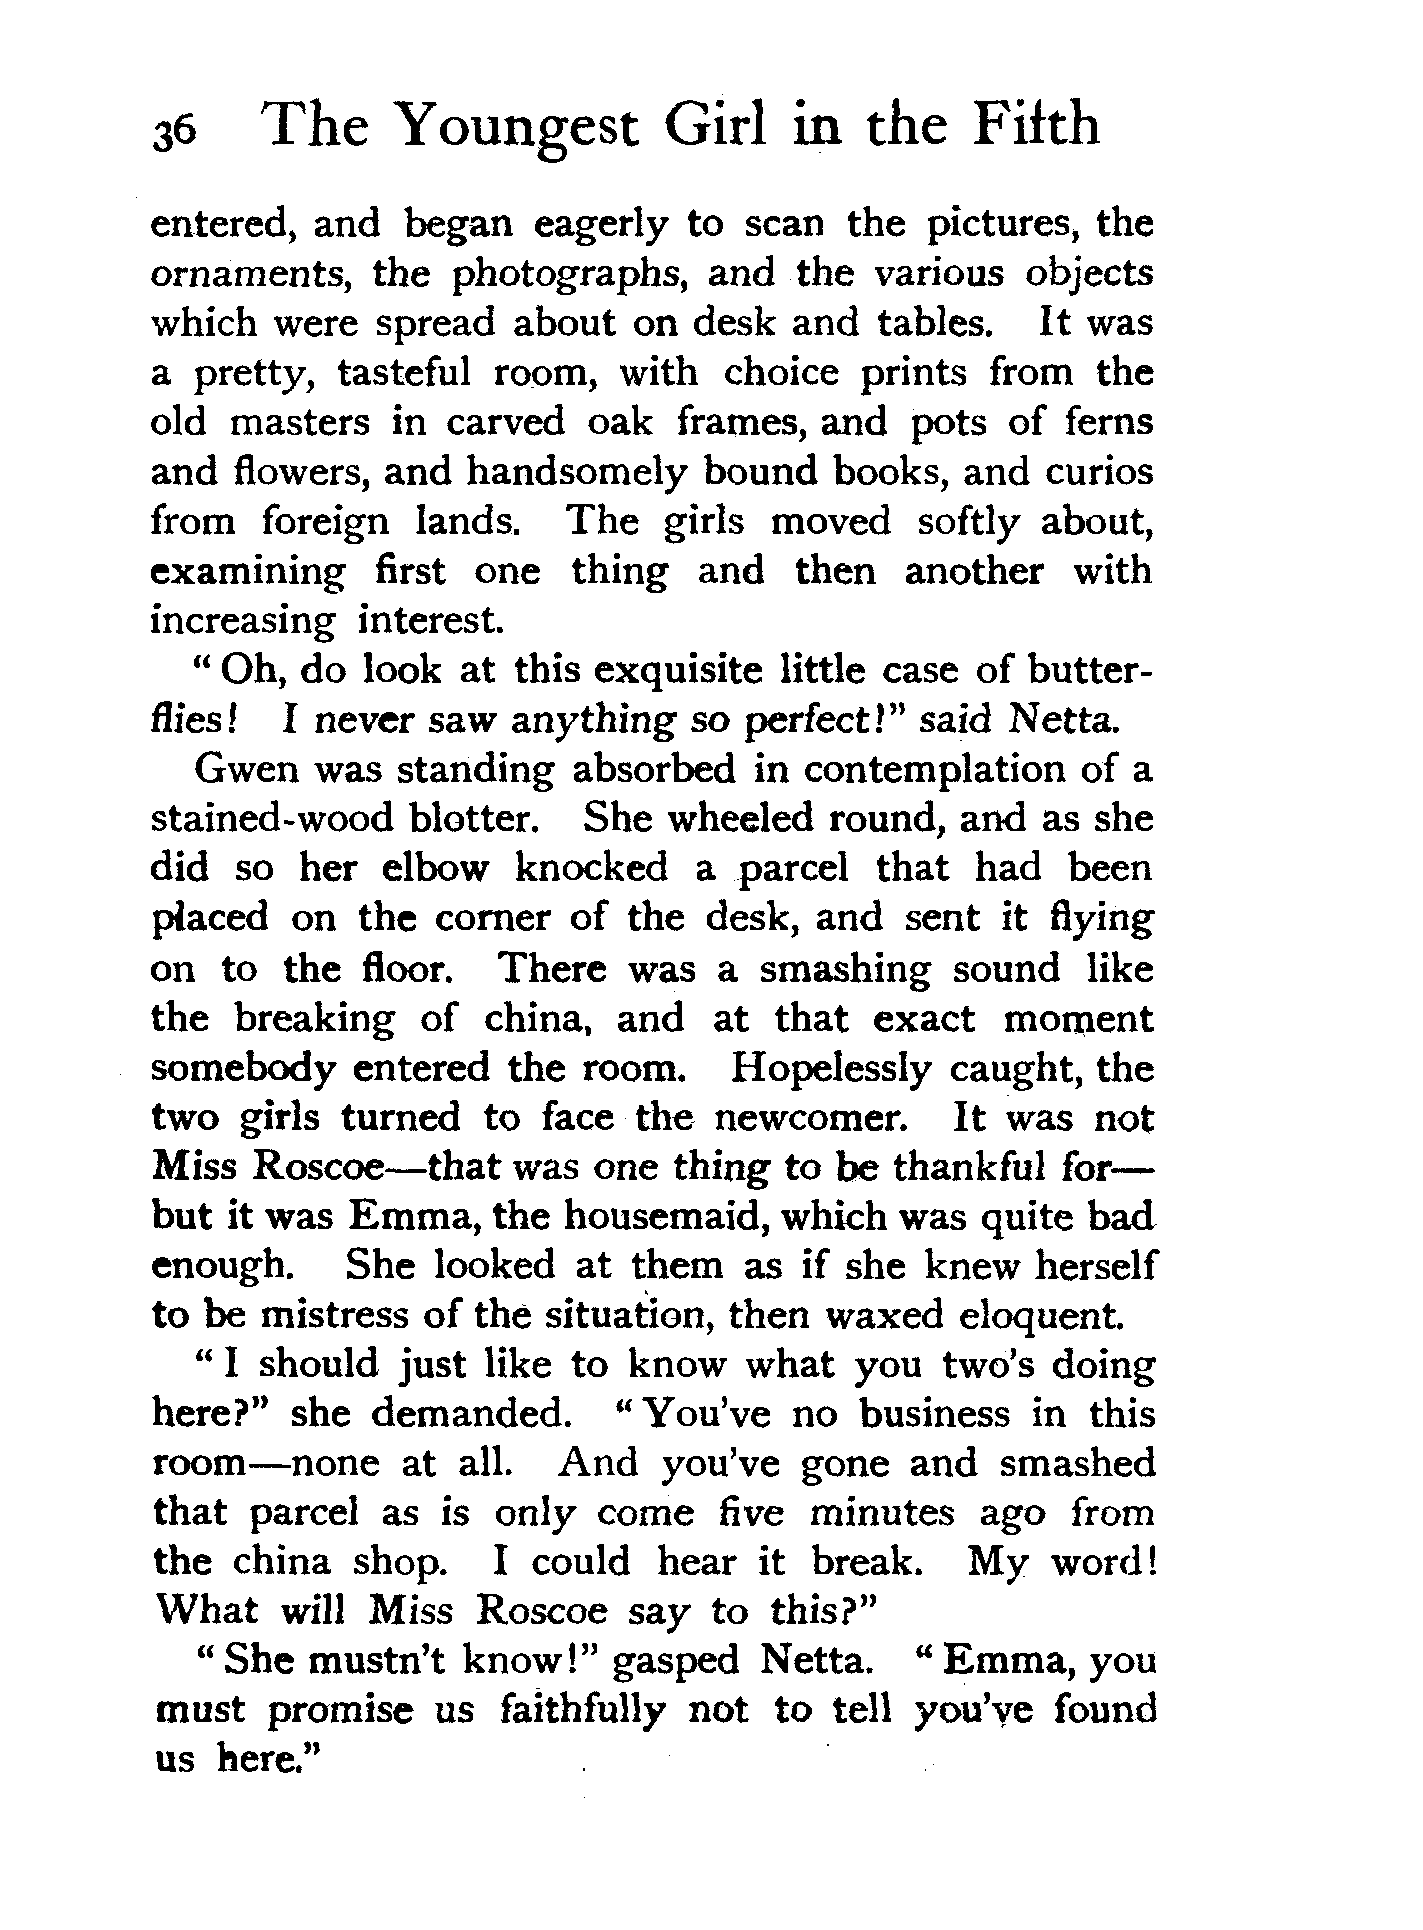 36 The Youngest Girl in the Fifth
entered, and began eagerly to scan the pictures, the
ornaments, the photographs, and the various objects
which were spread about on desk and tables. It was
a pretty, tasteful room, with choice prints from the
old masters in carved oak frames, and pots of ferns
and flowers, and handsomely bound books, and curios
from foreign lands. The girls moved softly about,
examining first one thing and then another with
increasing interest.
"Oh, do look at this exquisite little case of butter-
flies! I never saw anything so perfect!" said Netta.
Gwen was standing absorbed in contemplation of a
stained-wood blotter. She wheeled round, and as she
did so her elbow knocked a parcel that had been
placed on the corner of the desk, and sent it flying
on to the floor. There was a smashing sound like
the breaking of china, and at that exact moment
somebody entered the room. Hopelessly caught, the
two girls turned to face the newcomer. It was not
Miss Roscoe—that was one thing to be thankful for—
but it was Emma, the housemaid, which was quite bad
enough. She looked at them as if she knew herself
to be mistress of the situation, then waxed eloquent.
"I should just like to know what you two's doing
here?" she demanded. "You've no business in this
room—none at all. And you've gone and smashed
that parcel as is only come five minutes ago from
the china shop. I could hear it break. My word!
What will Miss Roscoe say to this?"
"She mustn't know!" gasped Netta. "Emma, you
must promise us faithfully not to tell you've found
us here."